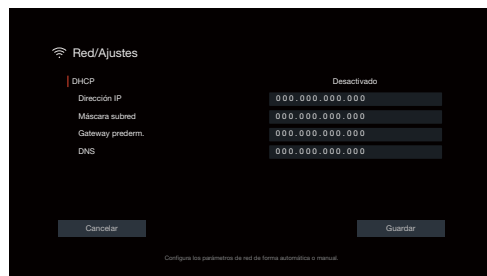 Red/Ajustes
DHCP Desactivado
Dirección IP 000.000.000.000
Máscara subred 000.000.000.000
Gateway prederm. 000.000.000.000
DNS 000.000.000.000
Cancelar Guardar
Configura los parámetros de red de forma automática o manual.